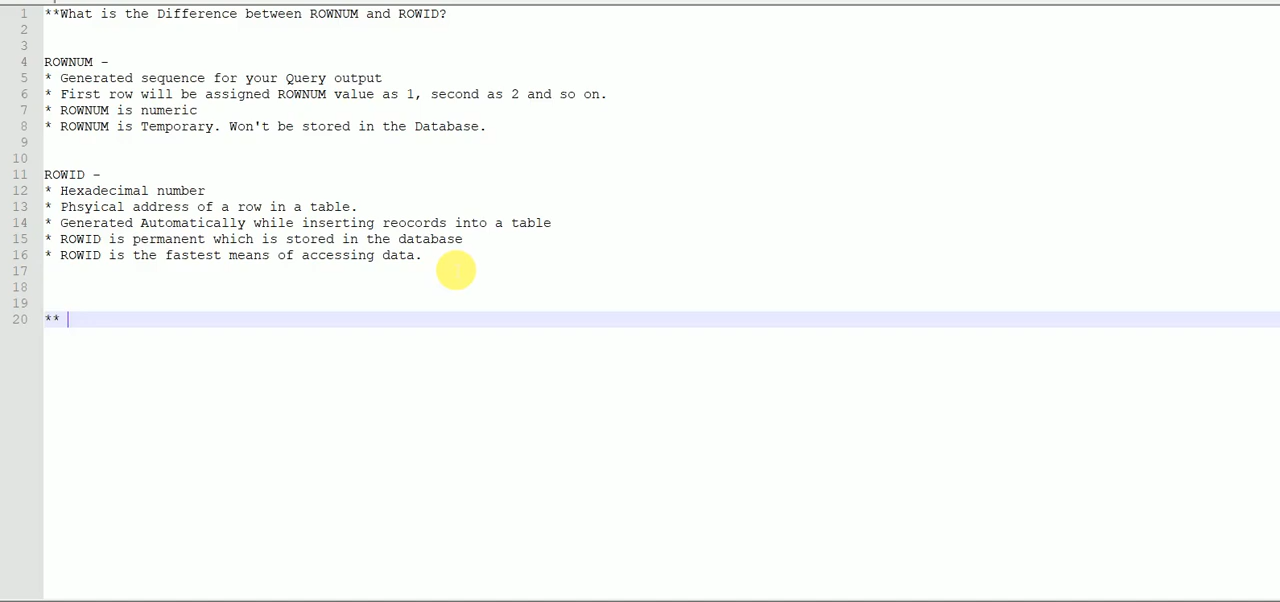 1 **What is the Difference between ROWNUM and ROWID?
2
3
4 ROWNUM -
5 * Generated sequence for your Query output
6 * First row will be assigned ROWNUM value as 1, second as 2 and so on.
7 * ROWNUM is numeric
8 * ROWNUM is Temporary. Won't be stored in the Database.
9
10
11 ROWID -
12 * Hexadecimal number
13 * Phsyical address of a row in a table.
14 * Generated Automatically while inserting reocords into a table
15 * ROWID is permanent which is stored in the database
16 * ROWID is the fastest means of accessing data.
17
18
19
20 **